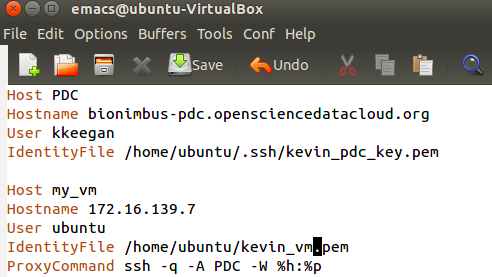 emacs@ubuntu-VirtualBox
File Edit Options Buffers Tools Conf Help
Save Undo
Host PDC
Hostname bionimbus-pdc.opensciencedatacloud.org
User kkeegan
IdentityFile /home/ubuntu/.ssh/kevin_pdc_key.pem
Host my_vm
Hostname 172.16.139.7
User ubuntu
IdentityFile /home/ubuntu/kevin_vm.pem
ProxyCommand ssh -q -A PDC -W %h:%p